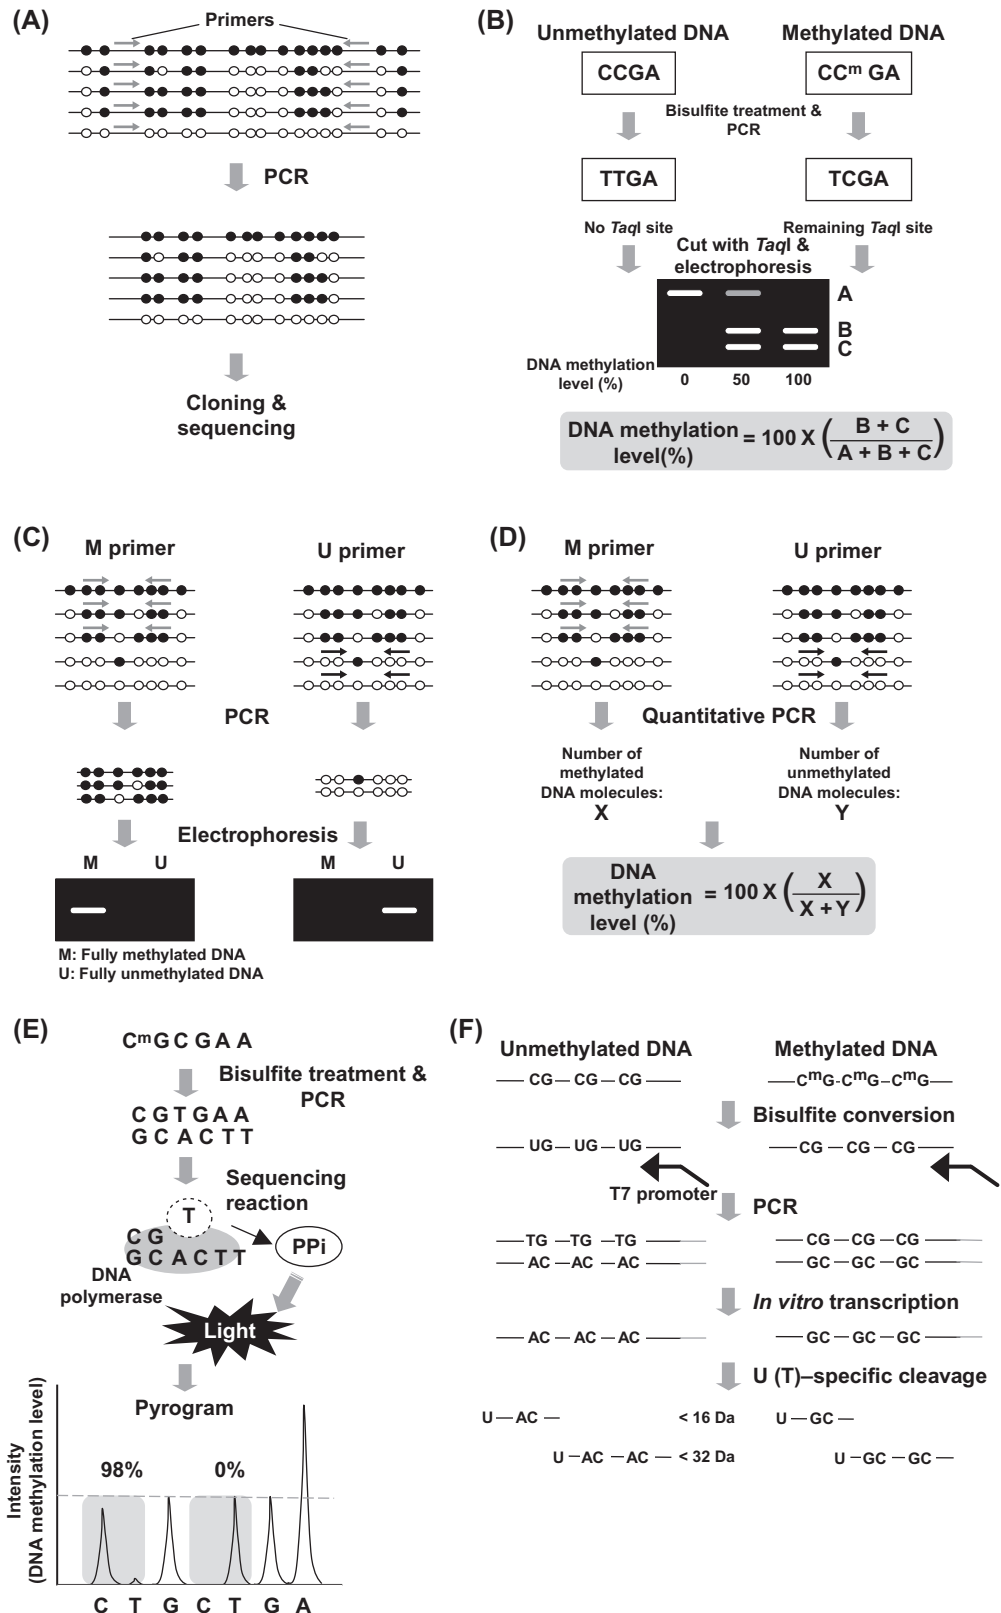 (A)
Primers
PCR
Cloning &
sequencing
(B)
Unmethylated DNA
Methylated DNA
CCGA
CCᵐ GA
Bisulfite treatment &
PCR
TTGA
TCGA
No TaqI site
Remaining TaqI site
Cut with TaqI &
electrophoresis
A
B
C
DNA methylation
level (%)
0 50 100
DNA methylation
level(%)
= 100 X ( B + C / A + B + C )
(C)
M primer
U primer
PCR
Electrophoresis
M U
M U
M: Fully methylated DNA
U: Fully unmethylated DNA
(D)
M primer
U primer
Quantitative PCR
Number of
methylated
DNA molecules:
X
Number of
unmethylated
DNA molecules:
Y
DNA
methylation
level (%)
= 100 X ( X / X + Y )
(E)
CᵐG C G A A
Bisulfite treatment &
PCR
C G T G A A
G C A C T T
Sequencing
reaction
T
C G
G C A C T T
PPi
DNA
polymerase
Light
Pyrogram
Intensity
(DNA methylation level)
98% 0%
C T G C T G A
(F)
Unmethylated DNA
Methylated DNA
CG CG CG
CᵐG CᵐG CᵐG
Bisulfite conversion
UG UG UG
CG CG CG
T7 promoter
PCR
TG TG TG
AC AC AC
CG CG CG
GC GC GC
In vitro transcription
AC AC AC
GC GC GC
U (T)–specific cleavage
U AC < 16 Da U GC
U AC AC < 32 Da U GC GC